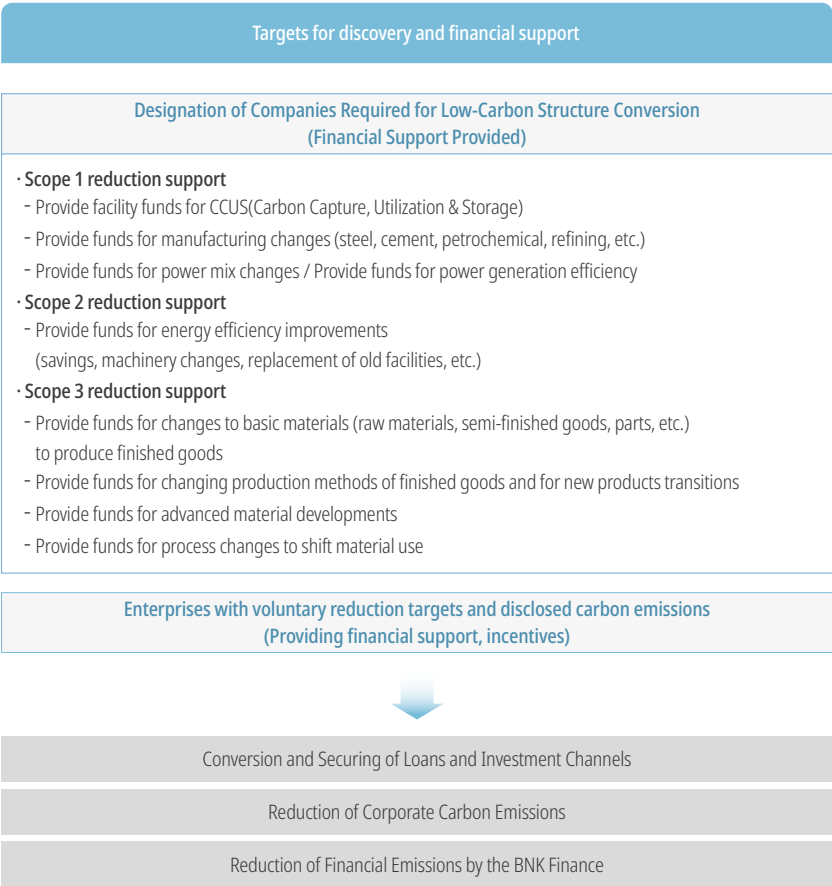 Targets for discovery and financial support
Designation of Companies Required for Low-Carbon Structure Conversion
(Financial Support Provided)
· Scope 1 reduction support
- Provide facility funds for CCUS(Carbon Capture, Utilization & Storage)
- Provide funds for manufacturing changes (steel, cement, petrochemical, refining, etc.)
- Provide funds for power mix changes / Provide funds for power generation efficiency
· Scope 2 reduction support
- Provide funds for energy efficiency improvements
(savings, machinery changes, replacement of old facilities, etc.)
· Scope 3 reduction support
- Provide funds for changes to basic materials (raw materials, semi-finished goods, parts, etc.)
to produce finished goods
- Provide funds for changing production methods of finished goods and for new products transitions
- Provide funds for advanced material developments
- Provide funds for process changes to shift material use
Enterprises with voluntary reduction targets and disclosed carbon emissions
(Providing financial support, incentives)
Conversion and Securing of Loans and Investment Channels
Reduction of Corporate Carbon Emissions
Reduction of Financial Emissions by the BNK Finance